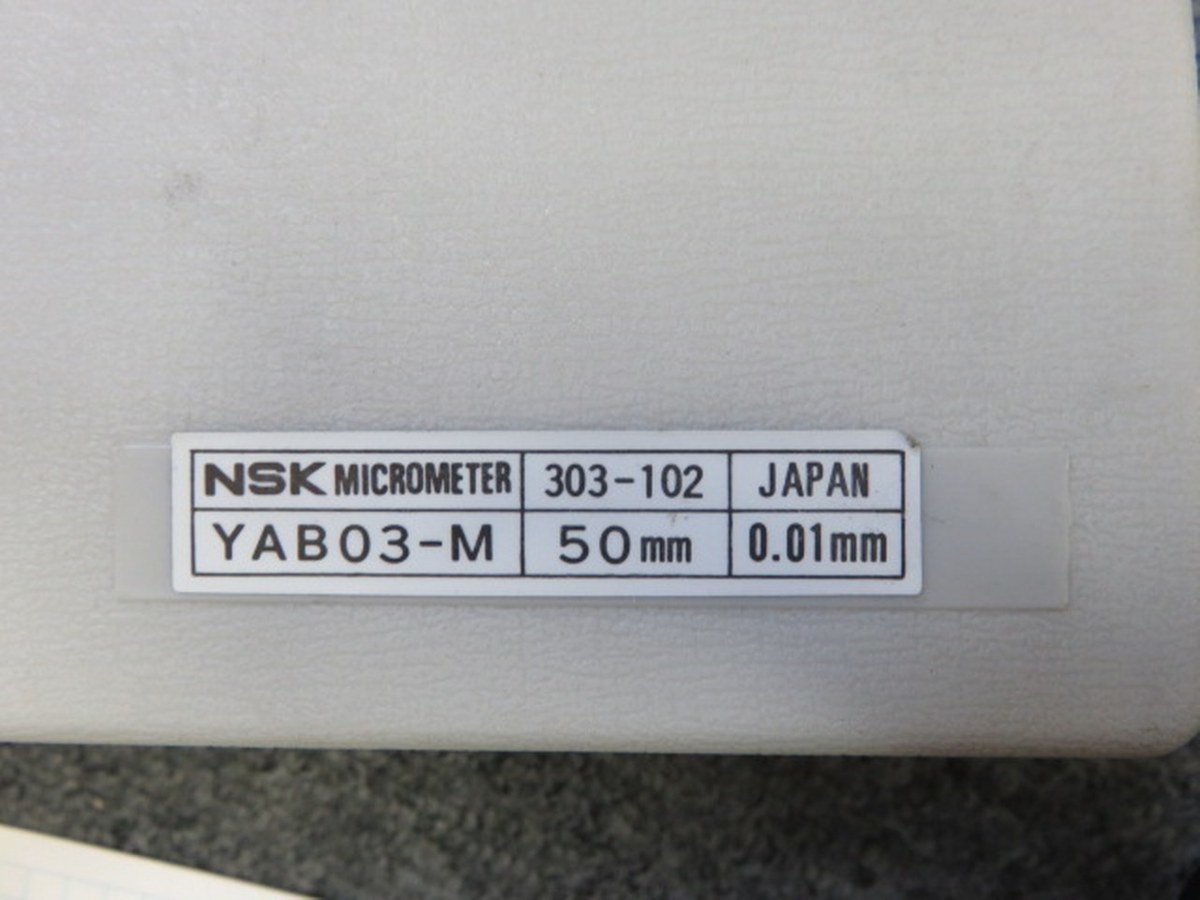 NSK MICROMETER 303-102 JAPAN
YAB03-M 50mm 0.01mm